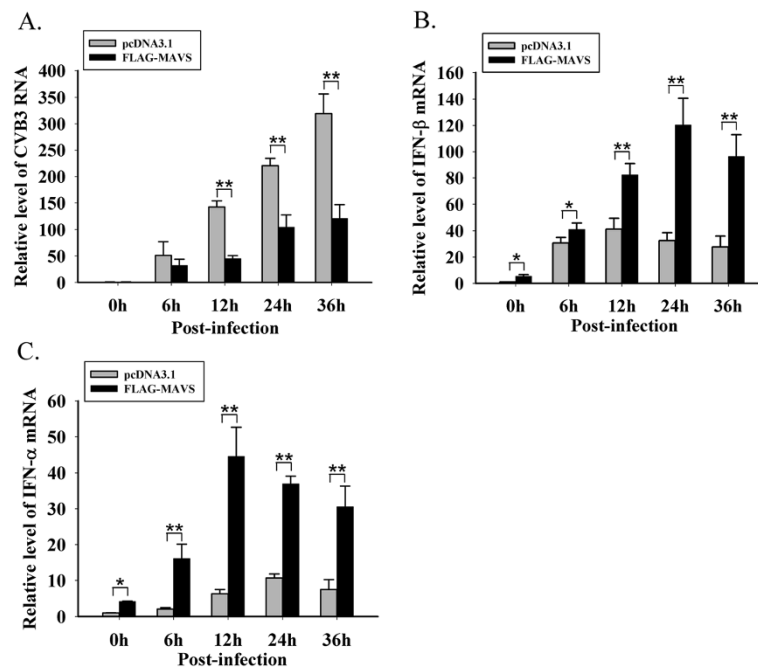 A.
pcDNA3.1
FLAG-MAVS
Relative level of CVB3 RNA
400
350
300
250
200
150
100
50
0
**
**
**
0h 6h 12h 24h 36h
Post-infection
B.
pcDNA3.1
FLAG-MAVS
Relative level of IFN-β mRNA
160
140
120
100
80
60
40
20
0
*
*
**
**
**
0h 6h 12h 24h 36h
Post-infection
C.
pcDNA3.1
FLAG-MAVS
Relative level of IFN-α mRNA
60
50
40
30
20
10
0
*
**
**
**
**
0h 6h 12h 24h 36h
Post-infection